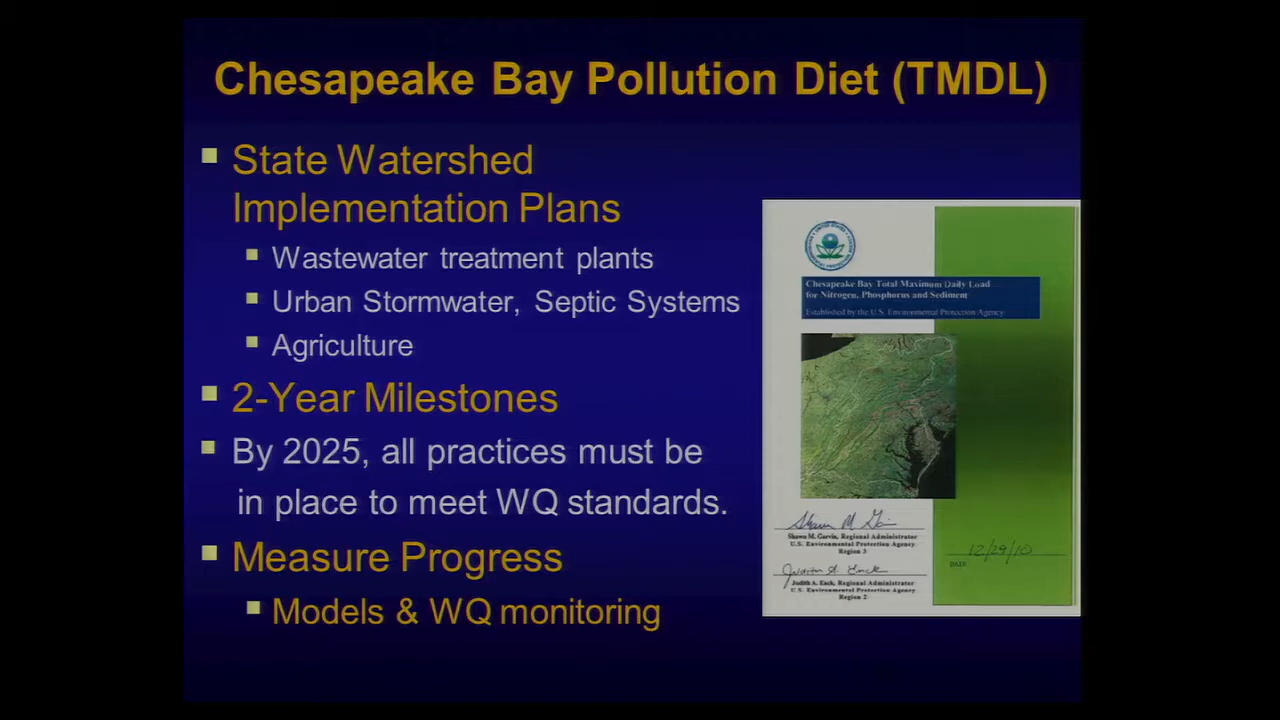 Chesapeake Bay Pollution Diet (TMDL)
State Watershed
Implementation Plans
Wastewater treatment plants
Urban Stormwater, Septic Systems
Agriculture
2-Year Milestones
By 2025, all practices must be
in place to meet WQ standards.
Measure Progress
Models & WQ monitoring
Chesapeake Bay Total Maximum Daily Load
for Nitrogen, Phosphorus and Sediment
Established by the U.S. Environmental Protection Agency
Shawn M. Garvin, Regional Administrator
U.S. Environmental Protection Agency
Region 3
12/29/10
DATE
Judith A. Enck
Judith A. Enck, Regional Administrator
U.S. Environmental Protection Agency
Region 2